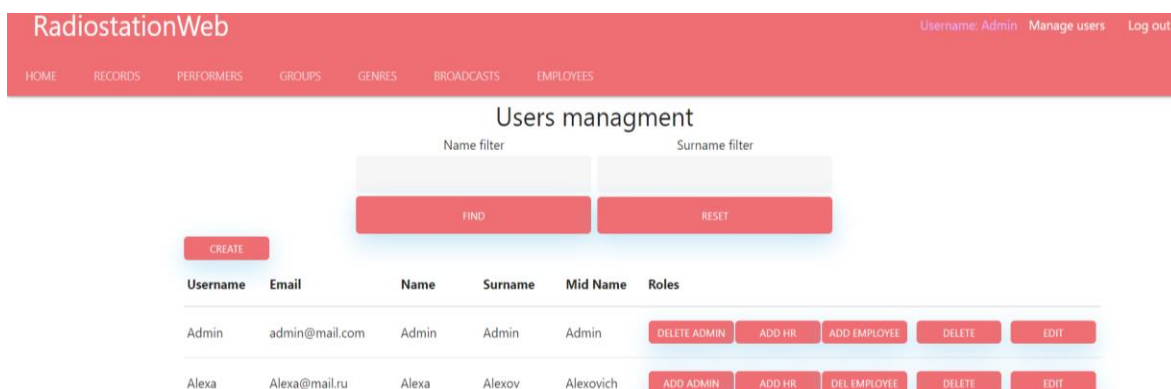 RadiostationWeb Username: Admin Manage users Log out
HOME RECORDS PERFORMERS GROUPS GENRES BROADCASTS EMPLOYEES
Users managment
Name filter Surname filter
FIND RESET
CREATE
Username Email Name Surname Mid Name Roles
Admin admin@mail.com Admin Admin Admin DELETE ADMIN ADD HR ADD EMPLOYEE DELETE EDIT
Alexa Alexa@mail.ru Alexa Alexov Alexovich ADD ADMIN ADD HR DEL EMPLOYEE DELETE EDIT